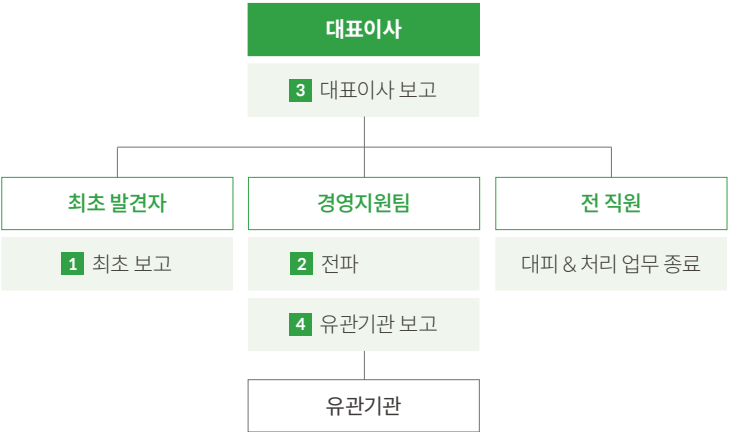 대표이사
3 대표이사 보고
최초 발견자
경영지원팀
전 직원
1 최초 보고
2 전파
대피 & 처리 업무 종료
4 유관기관 보고
유관기관